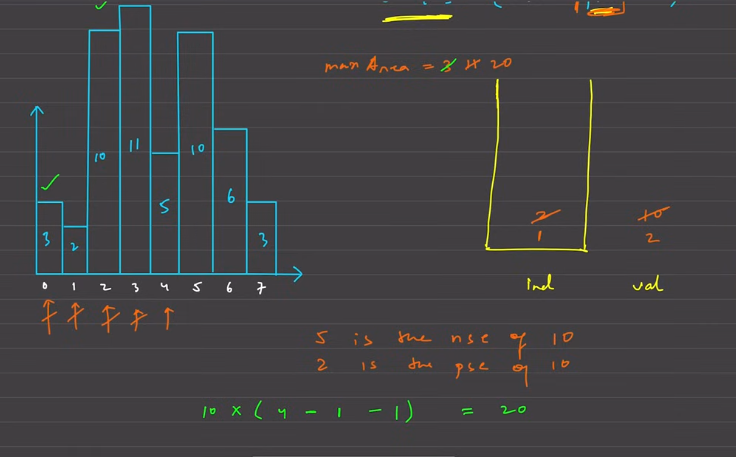 maxArea = 3 11 20
10
11
5
10
6
3
2
3
0 1 2 3 4 5 6 7
2 10
1 2
Ind val
5 is the nse of 10
2 is the pse of 10
10 x ( 4 - 1 - 1 ) = 20